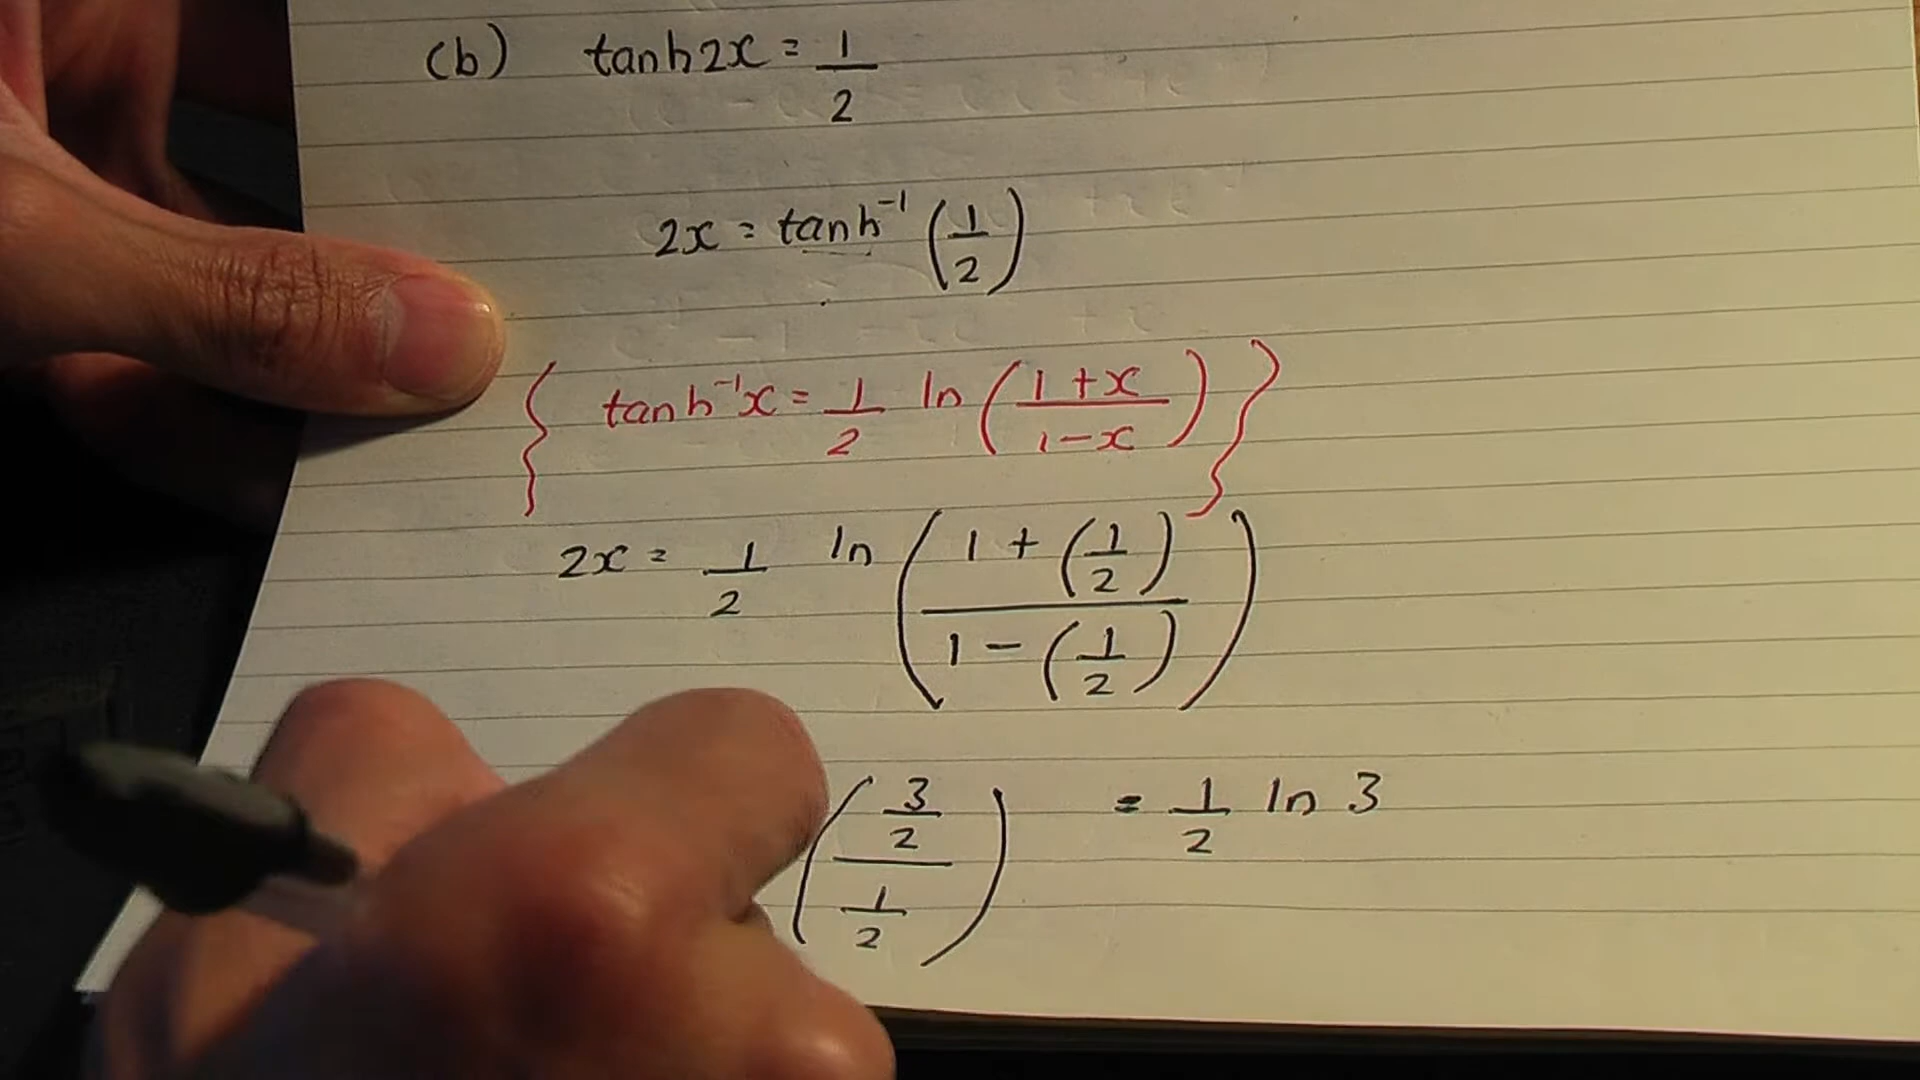 (b) tanh2x = 1/2
2x = tanh⁻¹ (1/2)
{ tanh⁻¹x = 1/2 ln ( (1+x)/(1-x) ) }
2x = 1/2 ln ( (1 + (1/2))/(1 - (1/2)) )
( (3/2)/(1/2) ) = 1/2 ln 3